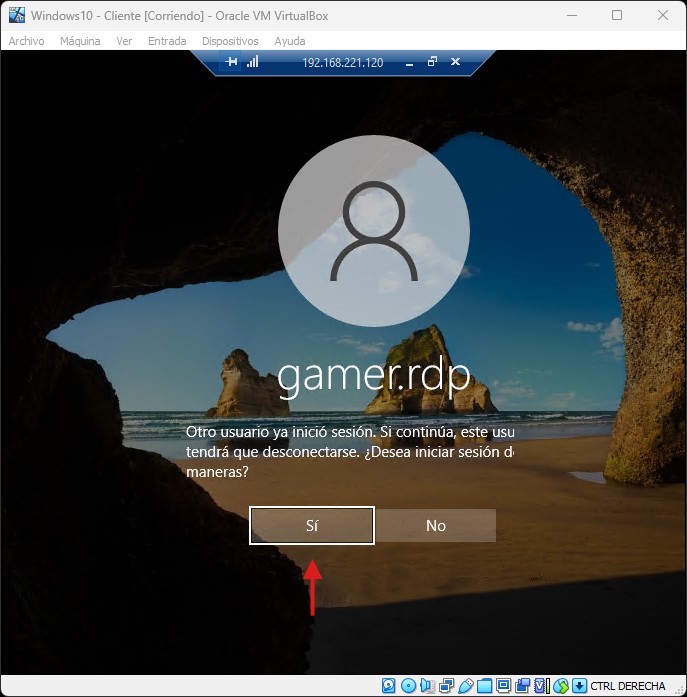 Windows10 - Cliente [Corriendo] - Oracle VM VirtualBox
Archivo Máquina Ver Entrada Dispositivos Ayuda
192.168.221.120
gamer.rdp
Otro usuario ya inició sesión. Si continúa, este usu
tendrá que desconectarse. ¿Desea iniciar sesión d
maneras?
Sí No
CTRL DERECHA